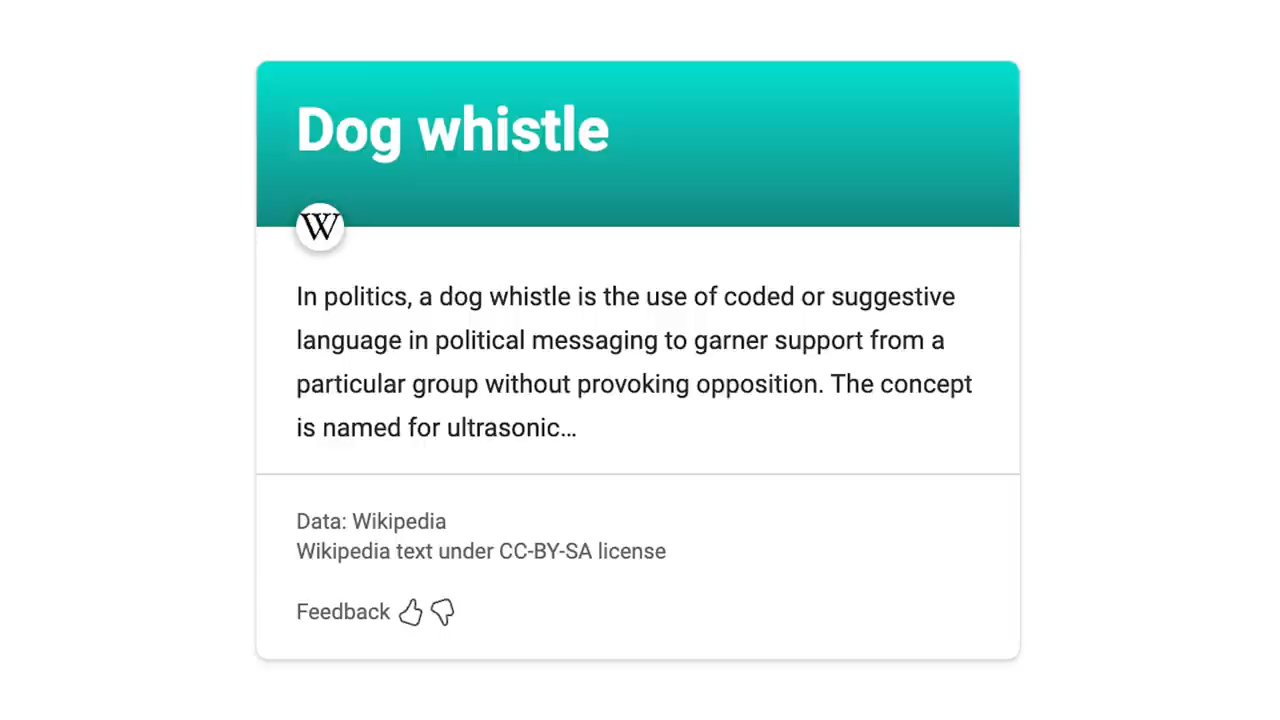 Dog whistle
W
In politics, a dog whistle is the use of coded or suggestive
language in political messaging to garner support from a
particular group without provoking opposition. The concept
is named for ultrasonic…
Data: Wikipedia
Wikipedia text under CC-BY-SA license
Feedback